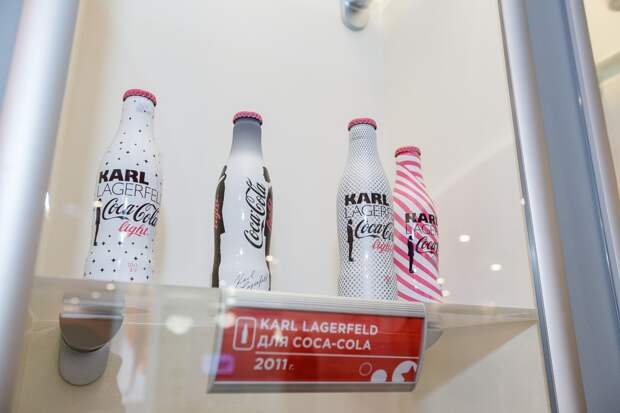 KARL
LAGERFELD
Coca-Cola
light
Coca-Cola
KARL
LAGERFELD
Coca-Cola
light
KARL
LAGERFELD
Coca-Cola
light
KARL LAGERFELD
ДЛЯ COCA-COLA
2011 г.